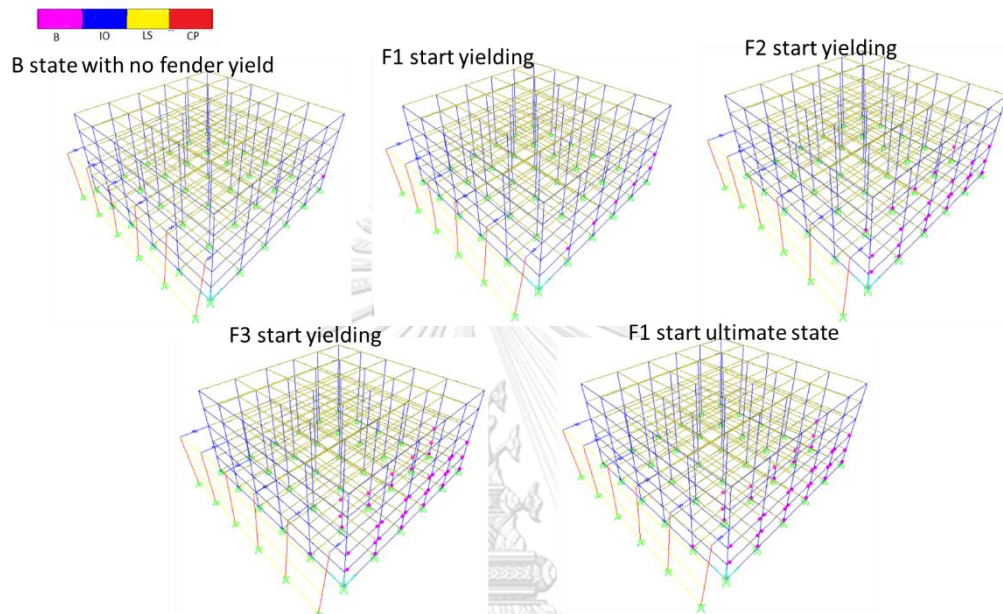 B IO LS CP
B state with no fender yield
F1 start yielding
F2 start yielding
F3 start yielding
F1 start ultimate state